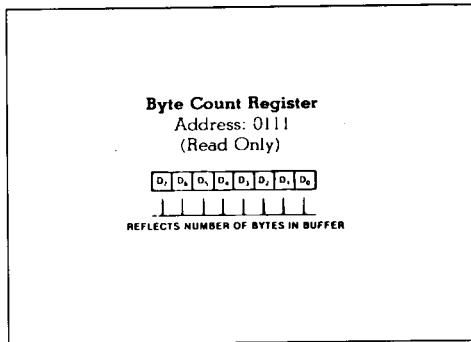 Byte Count Register
Address: 0111
(Read Only)
D₇ D₆ D₅ D₄ D₃ D₂ D₁ D₀
REFLECTS NUMBER OF BYTES IN BUFFER